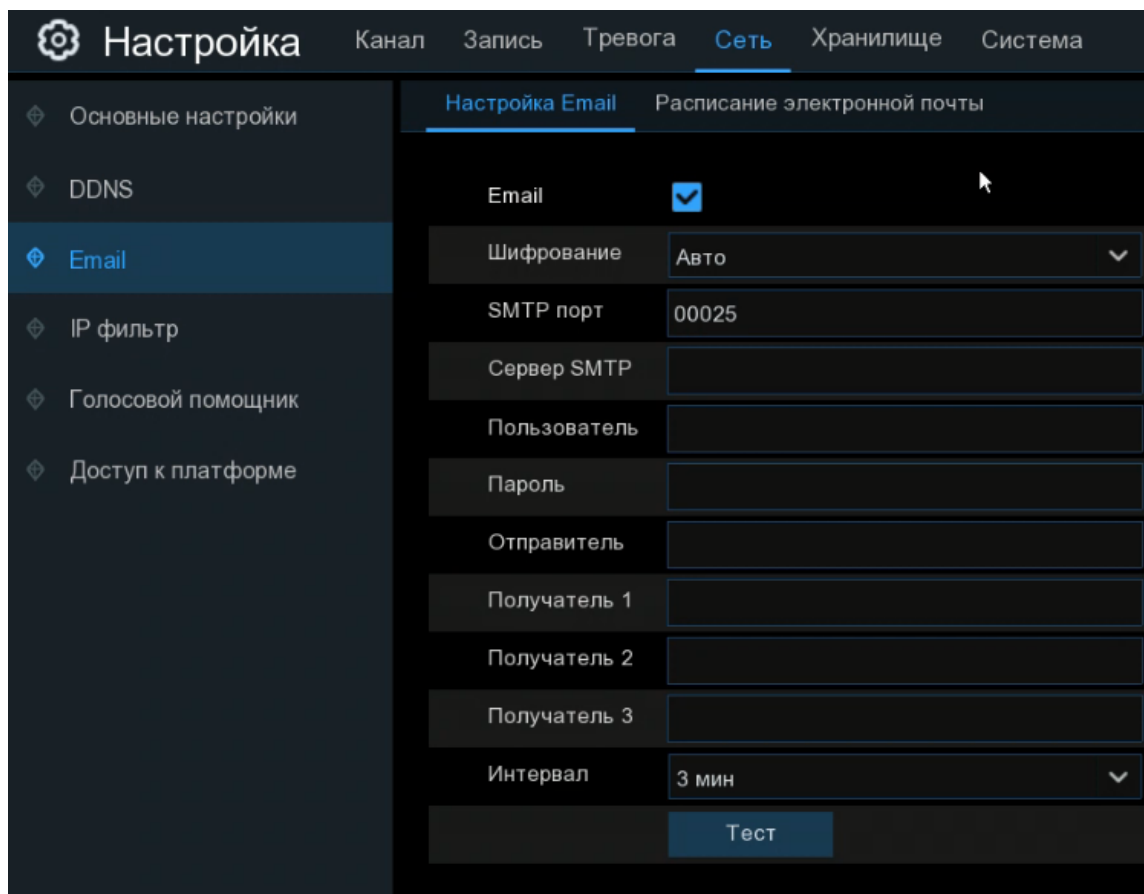 Настройка Канал Запись Тревога Сеть Хранилище Система
Основные настройки
DDNS
Email
IP фильтр
Голосовой помощник
Доступ к платформе
Настройка Email Расписание электронной почты
Email
Шифрование Авто
SMTP порт 00025
Сервер SMTP
Пользователь
Пароль
Отправитель
Получатель 1
Получатель 2
Получатель 3
Интервал 3 мин
Тест